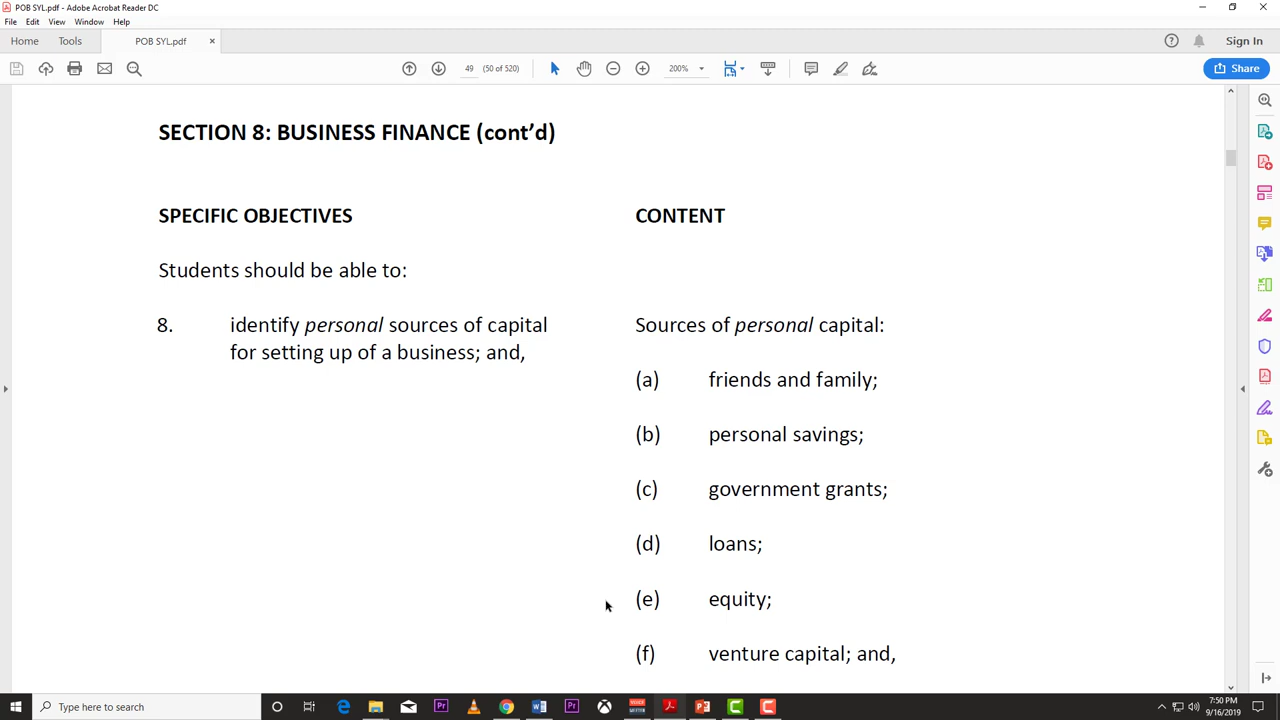 POB SYL.pdf - Adobe Acrobat Reader DC
File Edit View Window Help
Home Tools POB SYL.pdf × Sign In
49 (50 of 520) 200% Share
SECTION 8: BUSINESS FINANCE (cont’d)
SPECIFIC OBJECTIVES CONTENT
Students should be able to:
8. identify personal sources of capital Sources of personal capital:
for setting up of a business; and,
(a) friends and family;
(b) personal savings;
(c) government grants;
(d) loans;
(e) equity;
(f) venture capital; and,
Type here to search
7:50 PM
9/16/2019